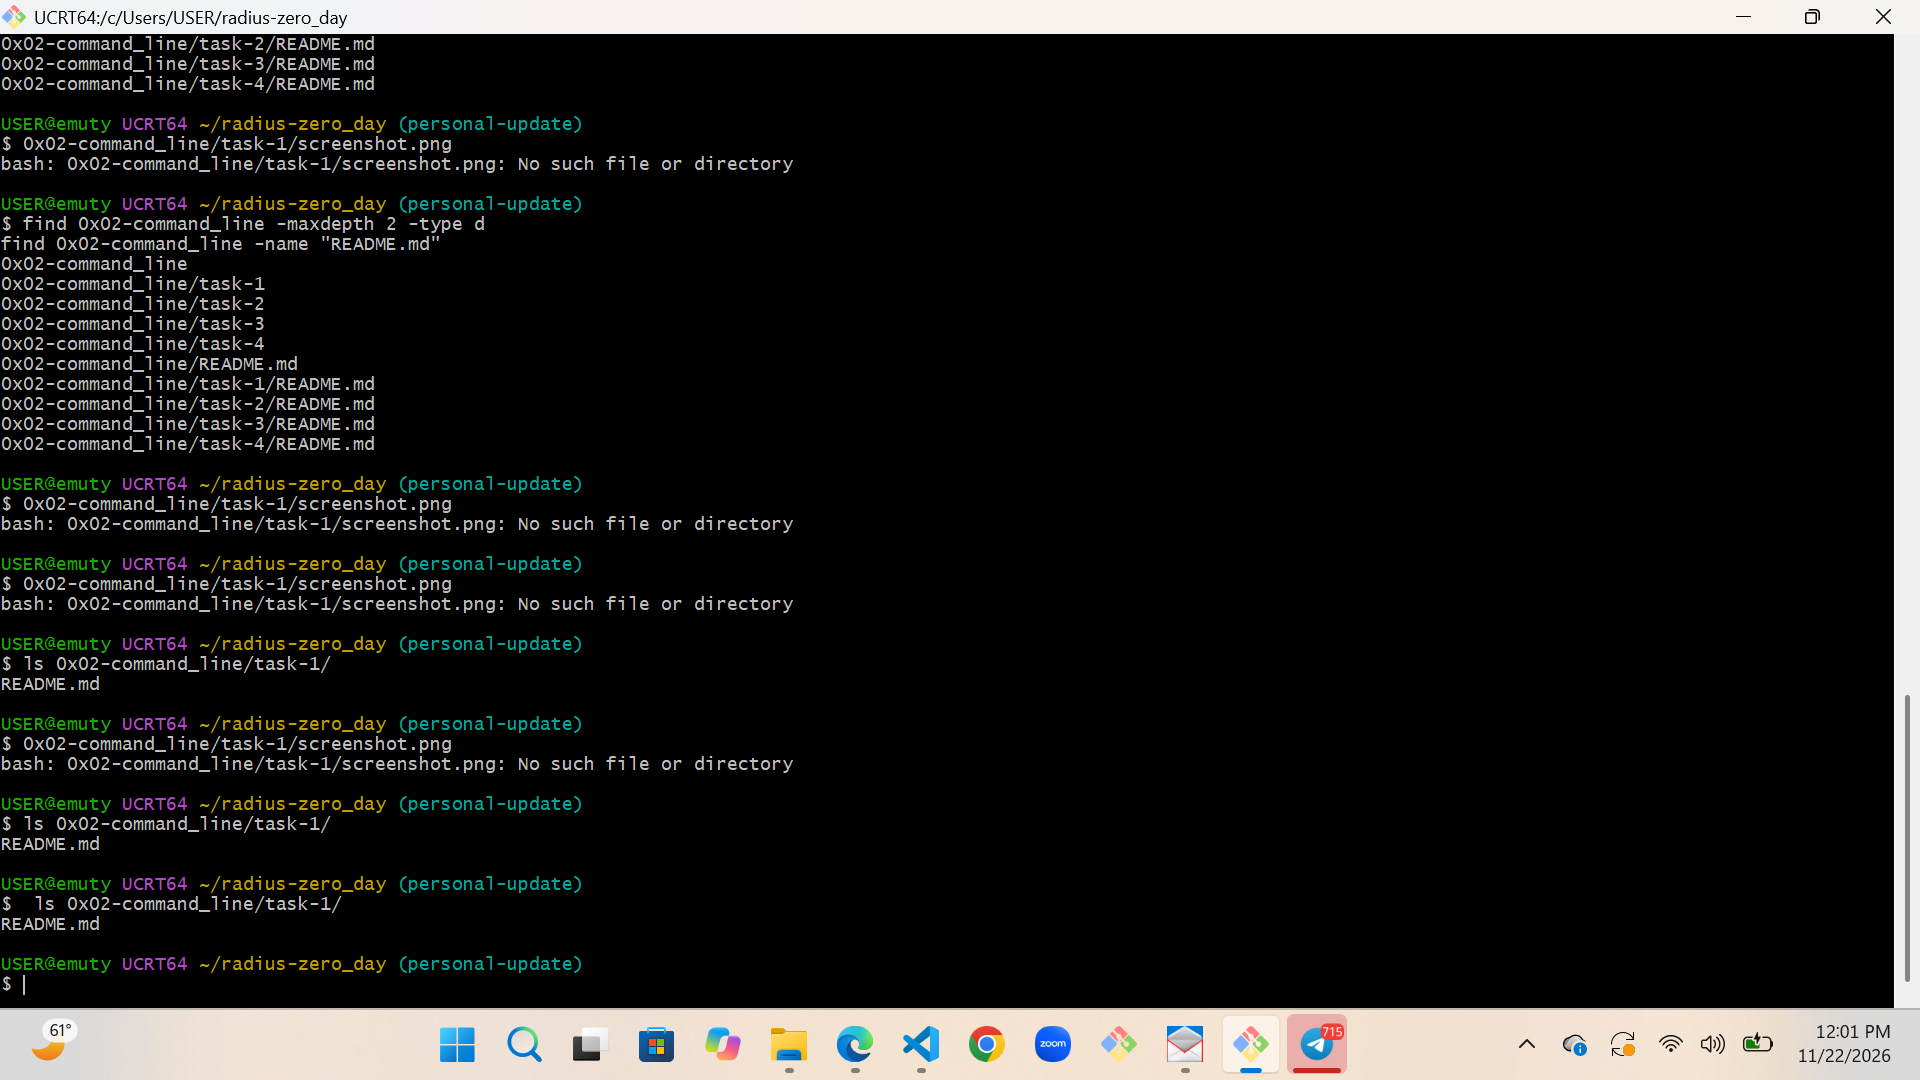 UCRT64:/c/Users/USER/radius-zero_day
0x02-command_line/task-2/README.md
0x02-command_line/task-3/README.md
0x02-command_line/task-4/README.md
USER@emuty UCRT64 ~/radius-zero_day (personal-update)
$ 0x02-command_line/task-1/screenshot.png
bash: 0x02-command_line/task-1/screenshot.png: No such file or directory
USER@emuty UCRT64 ~/radius-zero_day (personal-update)
$ find 0x02-command_line -maxdepth 2 -type d
find 0x02-command_line -name "README.md"
0x02-command_line
0x02-command_line/task-1
0x02-command_line/task-2
0x02-command_line/task-3
0x02-command_line/task-4
0x02-command_line/README.md
0x02-command_line/task-1/README.md
0x02-command_line/task-2/README.md
0x02-command_line/task-3/README.md
0x02-command_line/task-4/README.md
USER@emuty UCRT64 ~/radius-zero_day (personal-update)
$ 0x02-command_line/task-1/screenshot.png
bash: 0x02-command_line/task-1/screenshot.png: No such file or directory
USER@emuty UCRT64 ~/radius-zero_day (personal-update)
$ 0x02-command_line/task-1/screenshot.png
bash: 0x02-command_line/task-1/screenshot.png: No such file or directory
USER@emuty UCRT64 ~/radius-zero_day (personal-update)
$ ls 0x02-command_line/task-1/
README.md
USER@emuty UCRT64 ~/radius-zero_day (personal-update)
$ 0x02-command_line/task-1/screenshot.png
bash: 0x02-command_line/task-1/screenshot.png: No such file or directory
USER@emuty UCRT64 ~/radius-zero_day (personal-update)
$ ls 0x02-command_line/task-1/
README.md
USER@emuty UCRT64 ~/radius-zero_day (personal-update)
$  ls 0x02-command_line/task-1/
README.md
USER@emuty UCRT64 ~/radius-zero_day (personal-update)
$
61°
zoom
715
12:01 PM
11/22/2026